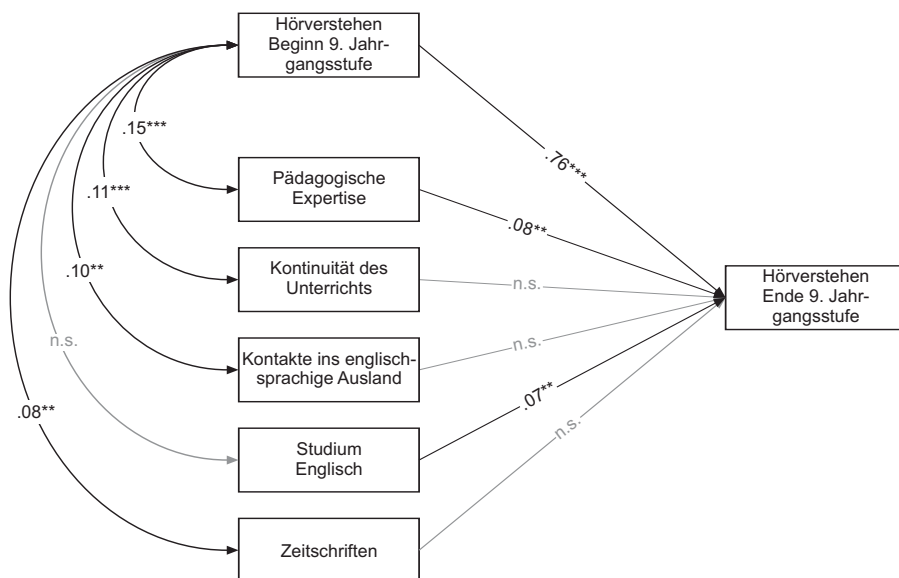 Hörverstehen
Beginn 9. Jahr-
gangsstufe
.15***
.76***
Pädagogische
Expertise
.11***
.08**
Kontinuität des
Unterrichts
n.s.
.10**
Hörverstehen
Ende 9. Jahr-
gangsstufe
n.s.
n.s.
Kontakte ins englisch-
sprachige Ausland
.07**
.08**
n.s.
Studium
Englisch
Zeitschriften